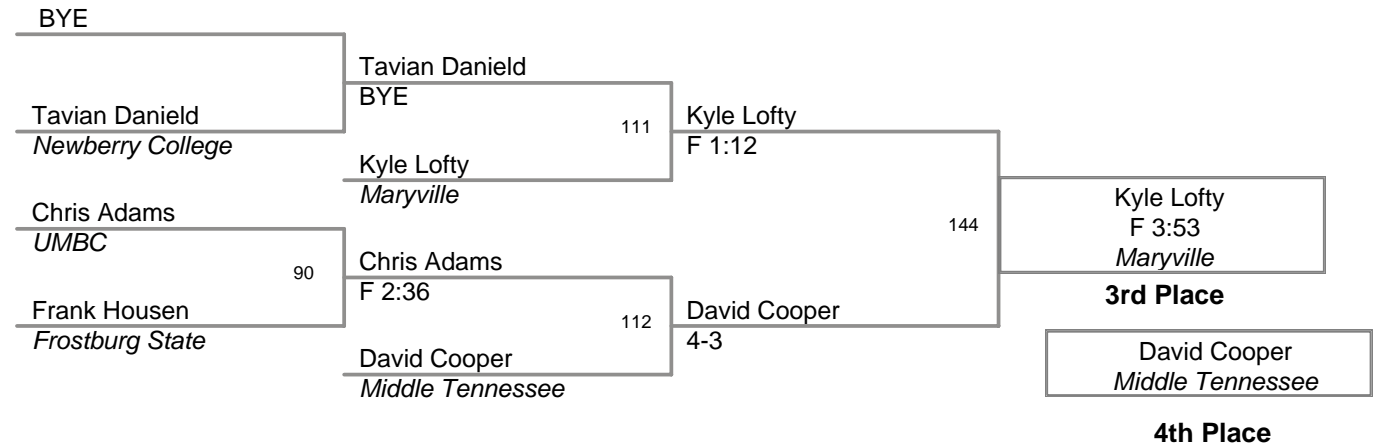 BYE
Tavian Danield
Newberry College
Chris Adams
UMBC
90
Frank Housen
Frostburg State
Tavian Danield
BYE
111
Kyle Lofty
Maryville
Chris Adams
F 2:36
112
David Cooper
Middle Tennessee
Kyle Lofty
F 1:12
144
David Cooper
4-3
Kyle Lofty
F 3:53
Maryville
3rd Place
David Cooper
Middle Tennessee
4th Place